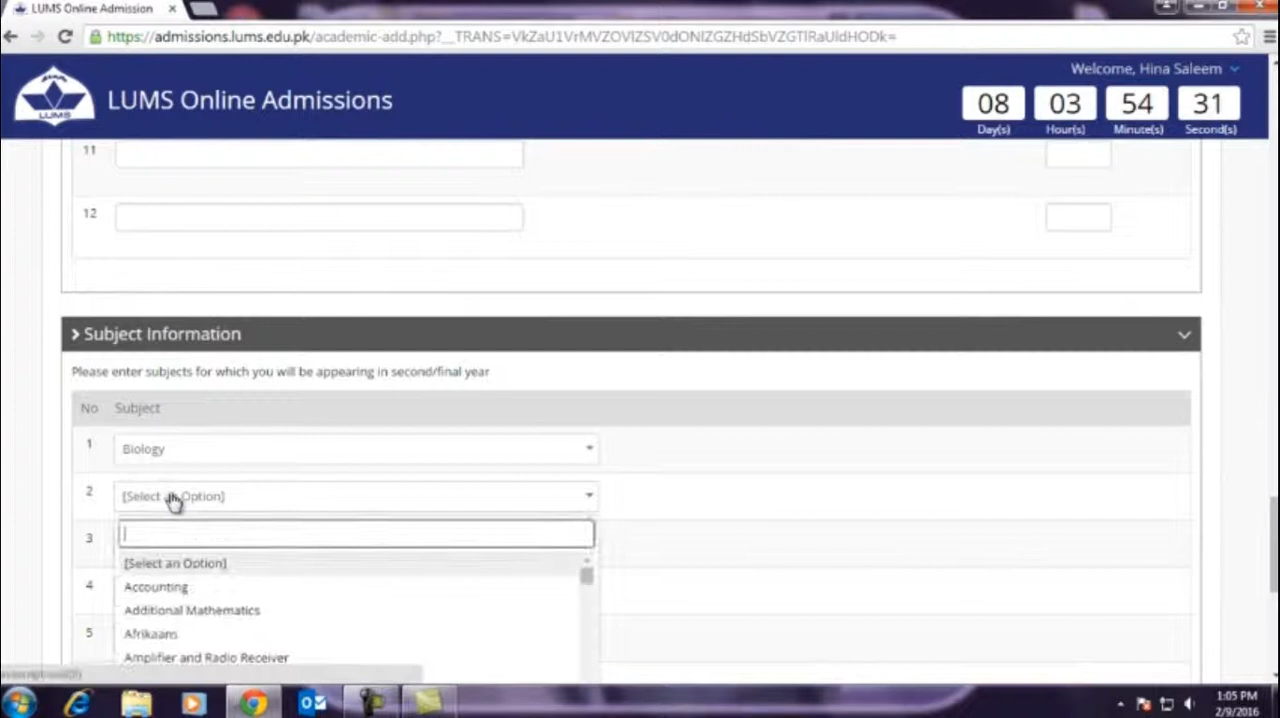 LUMS Online Admission
https://admissions.lums.edu.pk/academic-add.php?__TRANS=
Welcome, Hina Saleem
LUMS
LUMS Online Admissions
08 03 54 31
Day(s) Hour(s) Minute(s) Second(s)
11
12
Subject Information
Please enter subjects for which you will be appearing in second/final year
No Subject
1 Biology
2 [Select an Option]
3
[Select an Option]
4 Accounting
Additional Mathematics
5 Afrikaans
Amplifier and Radio Receiver
1:05 PM
2/9/2016